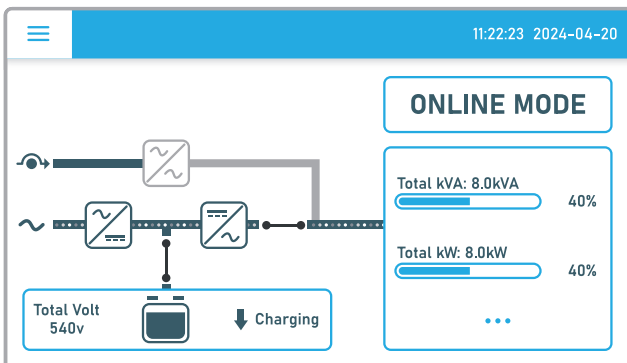 11:22:23 2024-04-20
ONLINE MODE
Total kVA: 8.0kVA
40%
Total kW: 8.0kW
40%
Total Volt
540v
Charging